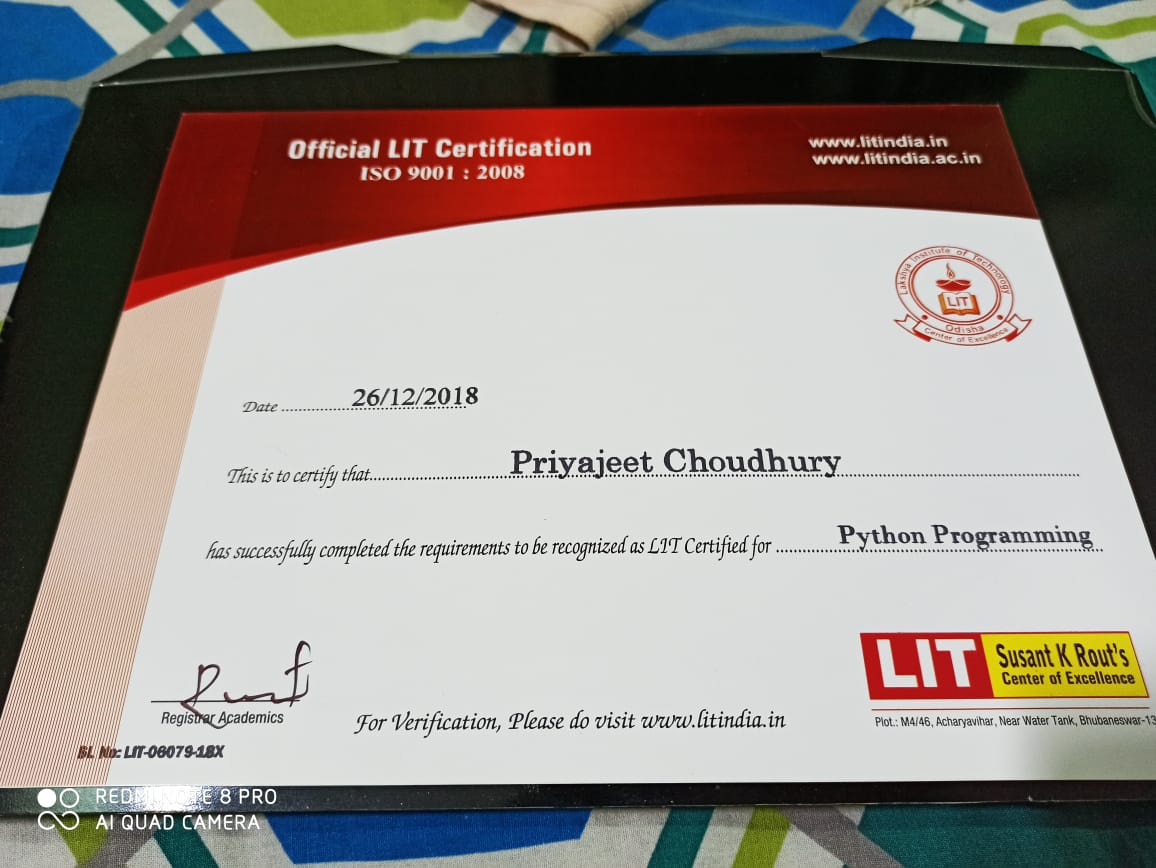 Official LIT Certification
ISO 9001 : 2008
www.litindia.in
www.litindia.ac.in
Lakshya Institute of Technology
LIT
Odisha
Center of Excellence
Date ................ 26/12/2018
This is to certify that................ Priyajeet Choudhury
has successfully completed the requirements to be recognized as LIT Certified for ............ Python Programming
Registrar Academics
For Verification, Please do visit www.litindia.in
LIT Susant K Rout's
Center of Excellence
Plot.: M4/46, Acharyavihar, Near Water Tank, Bhubaneswar-13
SL No: LIT-06079-18X
REDMI NOTE 8 PRO
AI QUAD CAMERA